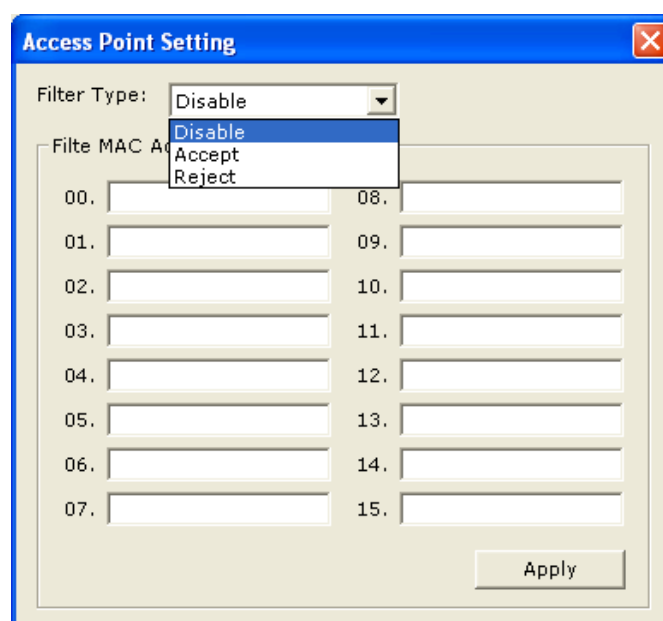 Access Point Setting
Filter Type: Disable
Disable
Accept
Reject
Filte MAC
00. 08.
01. 09.
02. 10.
03. 11.
04. 12.
05. 13.
06. 14.
07. 15.
Apply